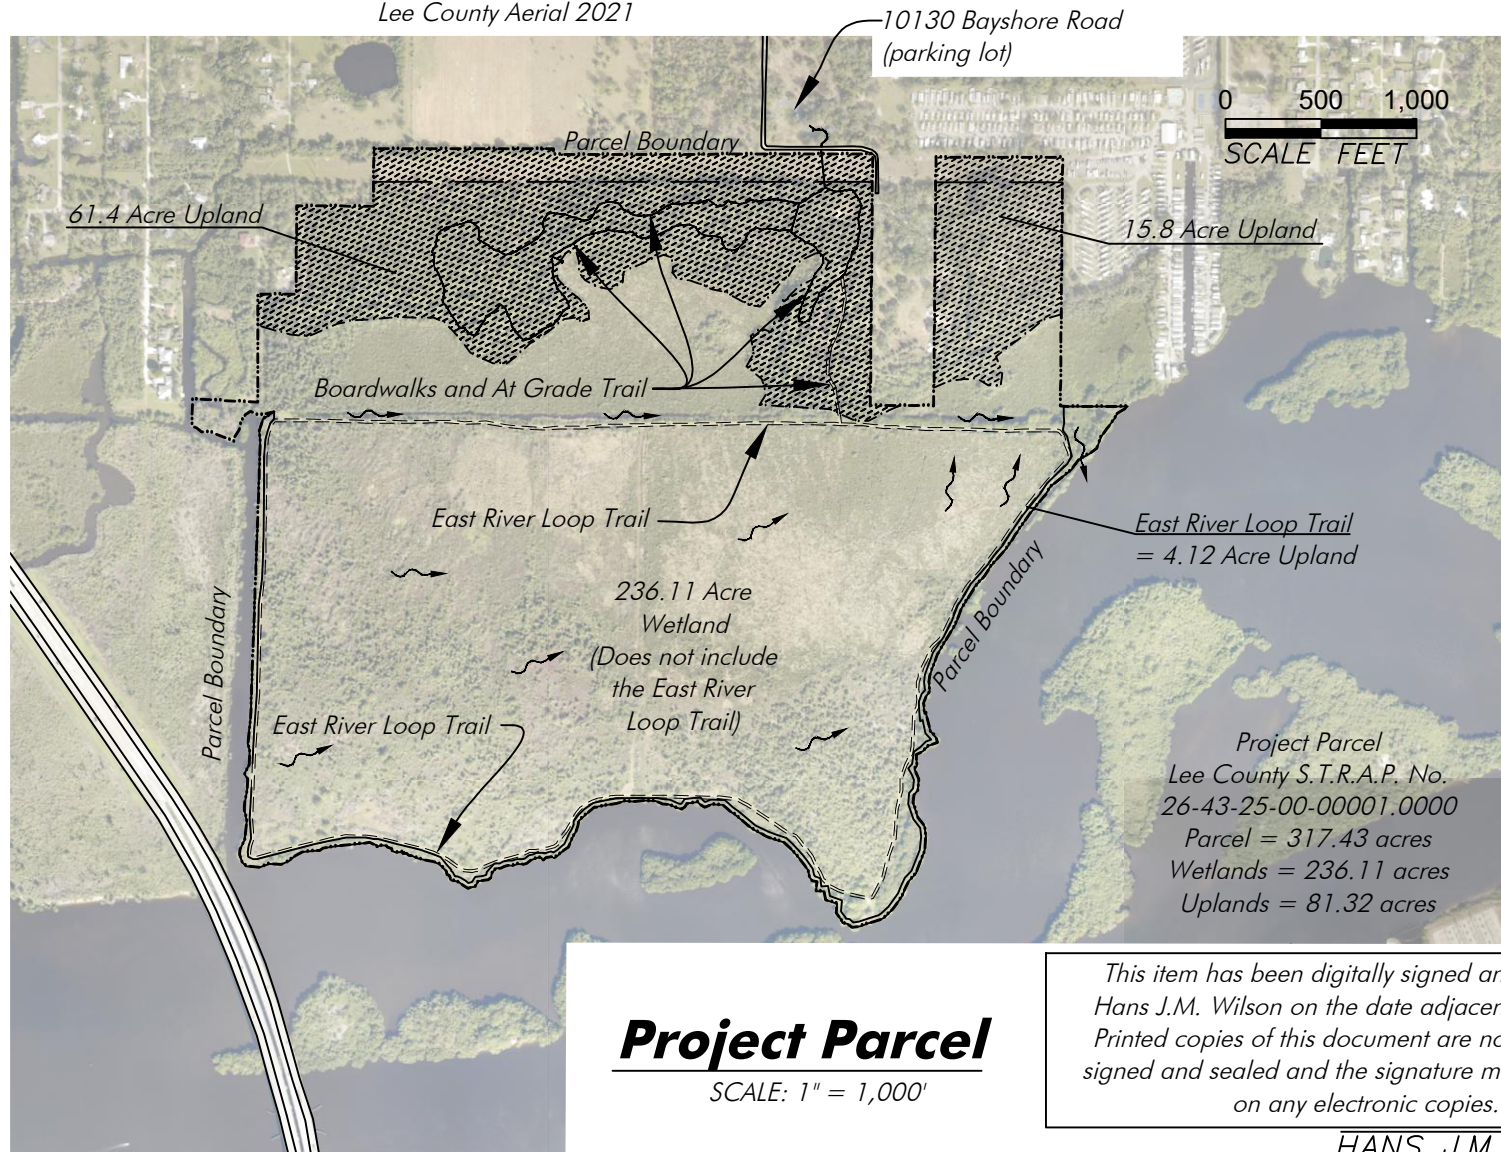 Lee County Aerial 2021
10130 Bayshore Road
(parking lot)
0 500 1,000
SCALE FEET
Parcel Boundary
61.4 Acre Upland
15.8 Acre Upland
Boardwalks and At Grade Trail
East River Loop Trail
East River Loop Trail
= 4.12 Acre Upland
Parcel Boundary
Parcel Boundary
236.11 Acre
Wetland
(Does not include
the East River
Loop Trail)
East River Loop Trail
Project Parcel
Lee County S.T.R.A.P. No.
26-43-25-00-00001.0000
Parcel = 317.43 acres
Wetlands = 236.11 acres
Uplands = 81.32 acres
Project Parcel
SCALE: 1" = 1,000'
This item has been digitally signed an
Hans J.M. Wilson on the date adjacen
Printed copies of this document are no
signed and sealed and the signature m
on any electronic copies.
HANS J.M.